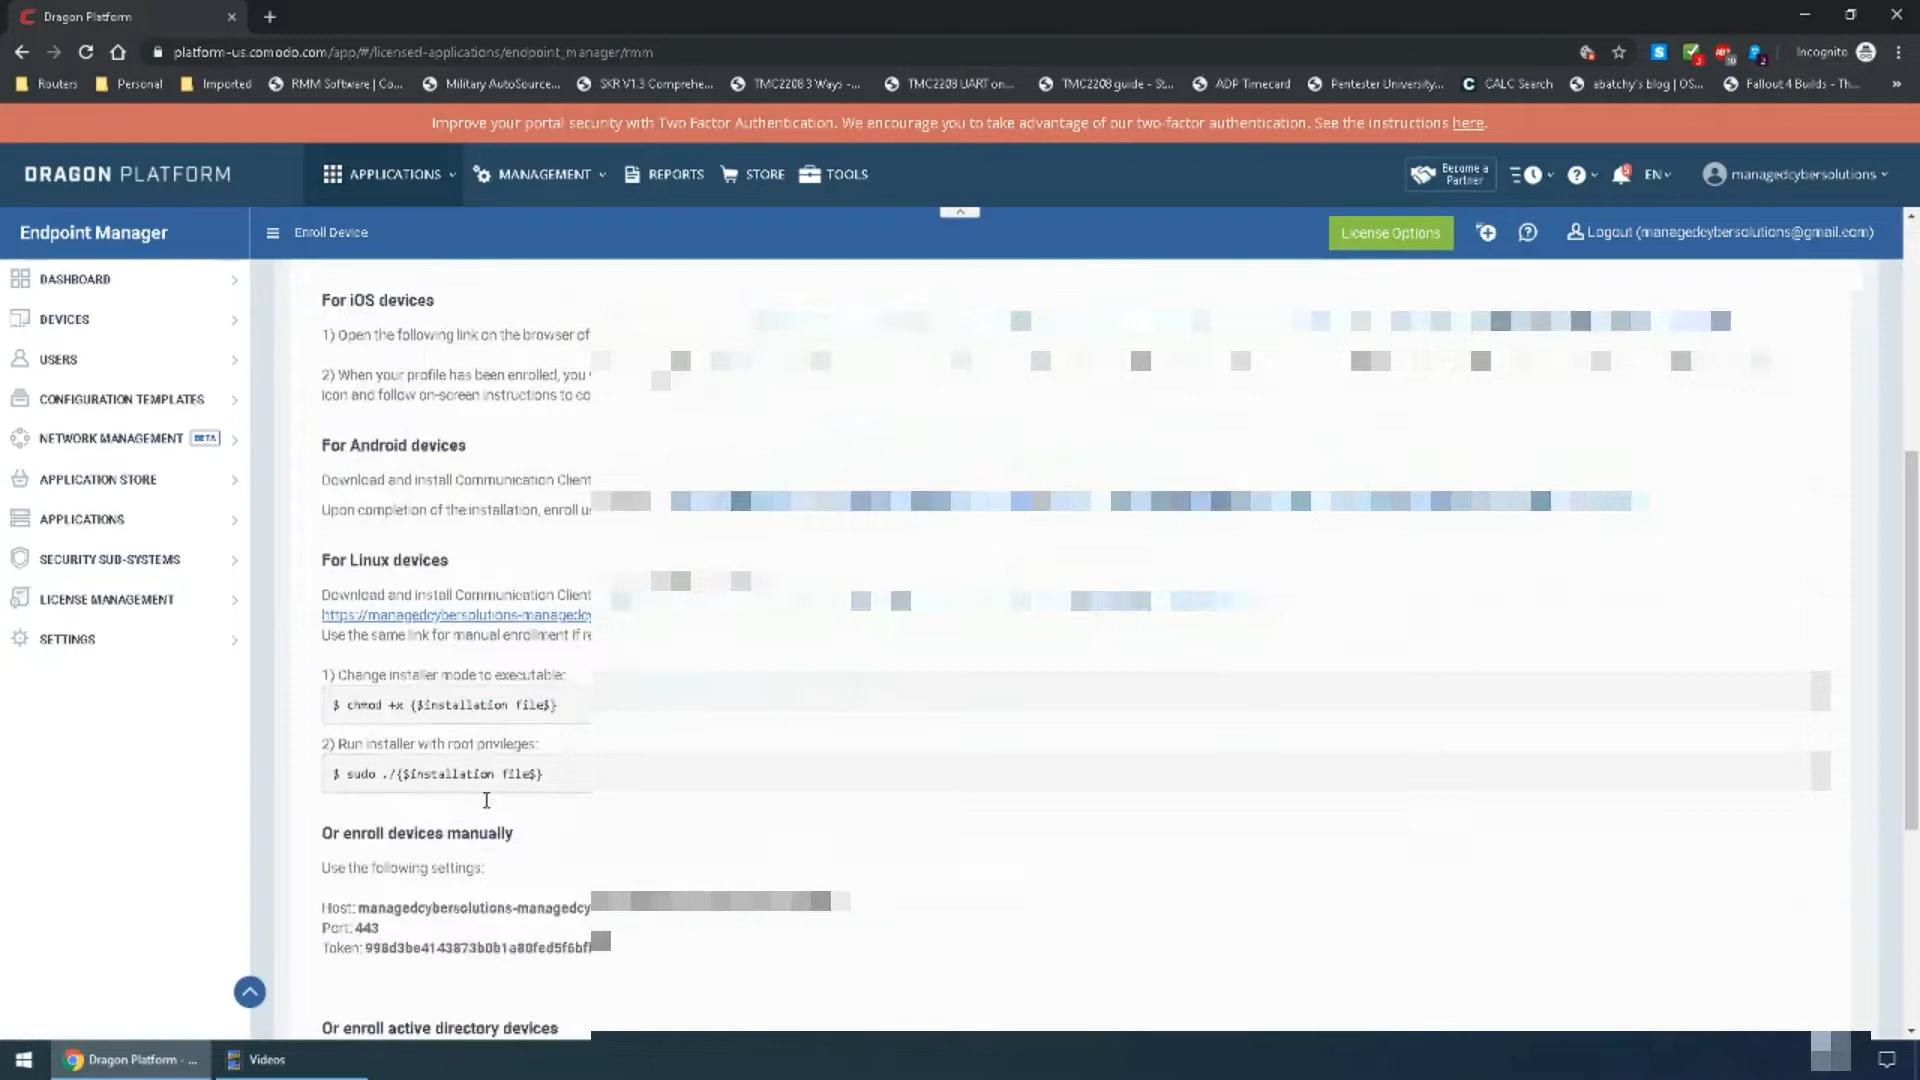 Dragon Platform
platform-us.comodo.com/app/#/licensed-applications/endpoint_manager/rmm
Incognito
Routers
Personal
Imported
RMM Software | Co...
Military AutoSource...
SKR V1.3 Comprehe...
TMC2208 3 Ways -...
TMC2208 UART on...
TMC2208 guide - St...
ADP Timecard
Pentester University...
CALC Search
abatchy's blog | OS...
Fallout 4 Builds - Th...
Improve your portal security with Two Factor Authentication. We encourage you to take advantage of our two-factor authentication. See the instructions here.
DRAGON PLATFORM
APPLICATIONS
MANAGEMENT
REPORTS
STORE
TOOLS
Become a
Partner
EN
managedcybersolutions
Endpoint Manager
Enroll Device
License Options
Logout (managedcybersolutions@gmail.com)
DASHBOARD
DEVICES
USERS
CONFIGURATION TEMPLATES
NETWORK MANAGEMENT BETA
APPLICATION STORE
APPLICATIONS
SECURITY SUB-SYSTEMS
LICENSE MANAGEMENT
SETTINGS
For iOS devices
1) Open the following link on the browser of
2) When your profile has been enrolled, you
icon and follow on-screen instructions to co
For Android devices
Download and install Communication Client
Upon completion of the installation, enroll u
For Linux devices
Download and install Communication Client
https://managedcybersolutions-managedcy
Use the same link for manual enrollment if re
1) Change installer mode to executable:
$ chmod +x {$installation file$}
2) Run installer with root privileges:
$ sudo ./{$installation file$}
Or enroll devices manually
Use the following settings:
Host: managedcybersolutions-managedcy
Port: 443
Token: 998d3be4143873b0b1a80fed5f6bf
Or enroll active directory devices
Dragon Platform - ...
Videos